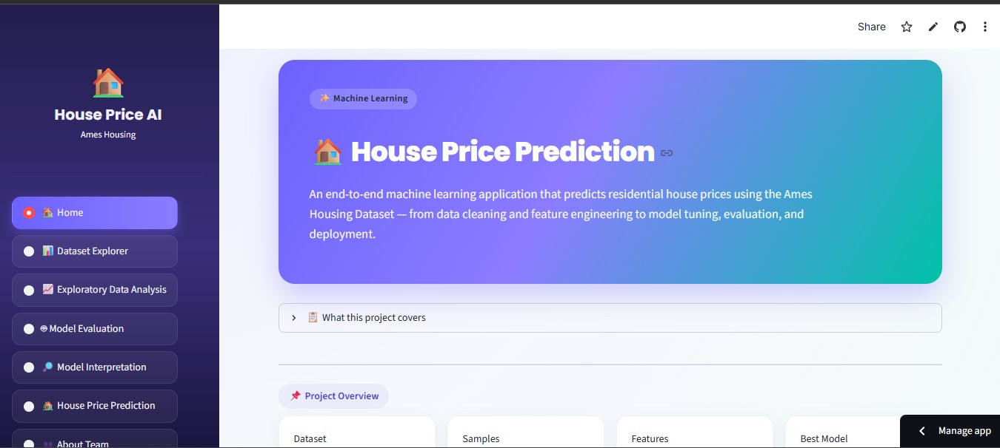 Share
House Price AI
Ames Housing
Home
Dataset Explorer
Exploratory Data Analysis
Model Evaluation
Model Interpretation
House Price Prediction
About Team
Machine Learning
House Price Prediction
An end-to-end machine learning application that predicts residential house prices using the Ames
Housing Dataset — from data cleaning and feature engineering to model tuning, evaluation, and
deployment.
What this project covers
Project Overview
Dataset
Samples
Features
Best Model
Manage app